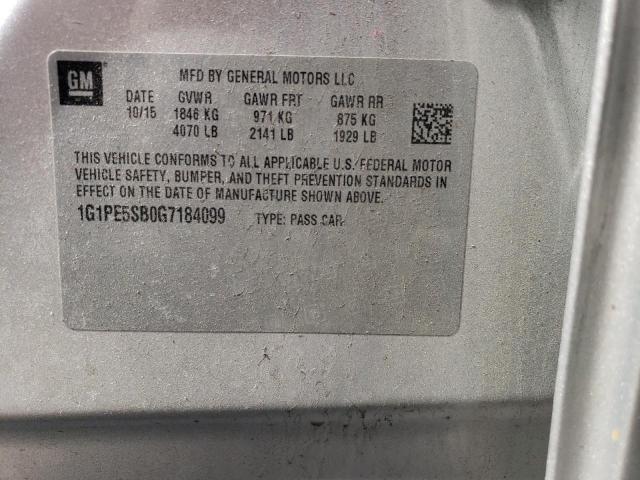 GM
MFD BY GENERAL MOTORS LLC
DATE GVWR GAWR FRT GAWR RR
10/15 1846 KG 971 KG 875 KG
4070 LB 2141 LB 1929 LB
THIS VEHICLE CONFORMS TO ALL APPLICABLE U.S. FEDERAL MOTOR
VEHICLE SAFETY, BUMPER, AND THEFT PREVENTION STANDARDS IN
EFFECT ON THE DATE OF MANUFACTURE SHOWN ABOVE.
1G1PE5SB0G7184099 TYPE: PASS CAR